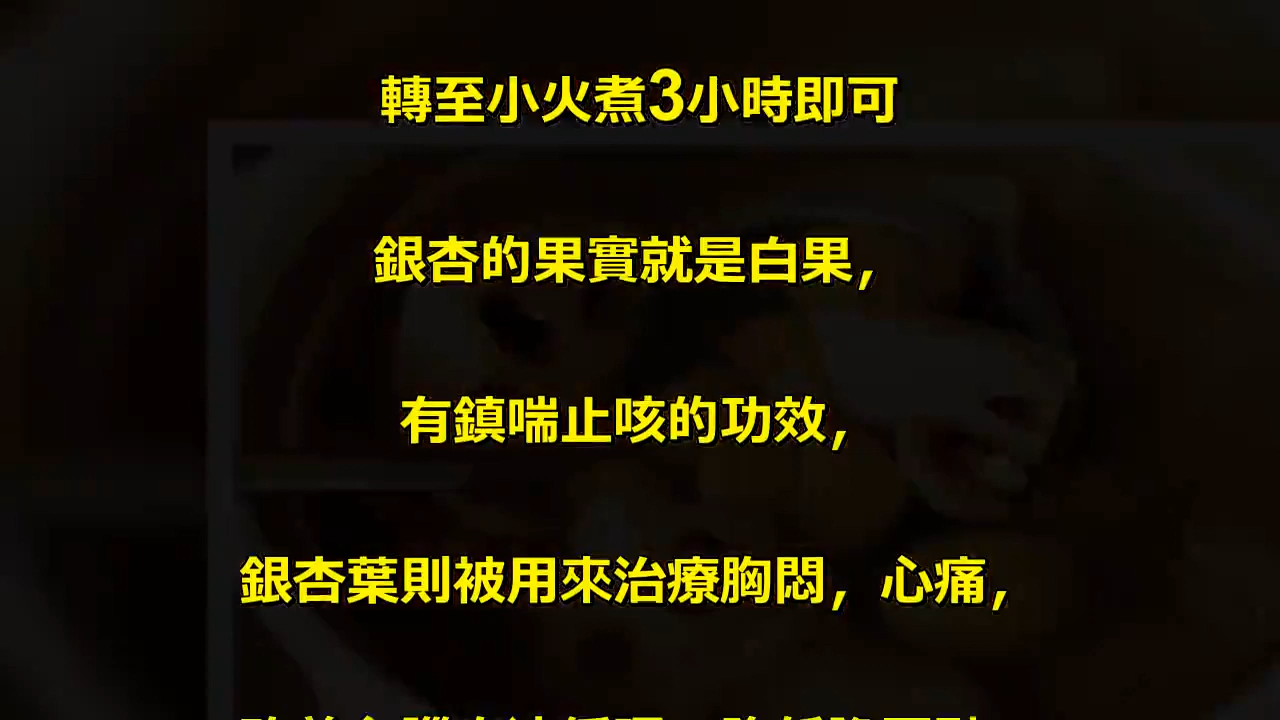 轉至小火煮3小時即可
銀杏的果實就是白果，
有鎮喘止咳的功效，
銀杏葉則被用來治療胸悶，心痛，